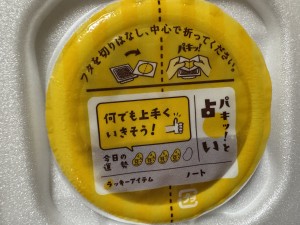 フタを切りはなし、中心で折ってください。
パキッ!
パキッ!と
占い
何でも上手く
いきそう!
今日の
運勢
ラッキーアイテム
ノート
プラ